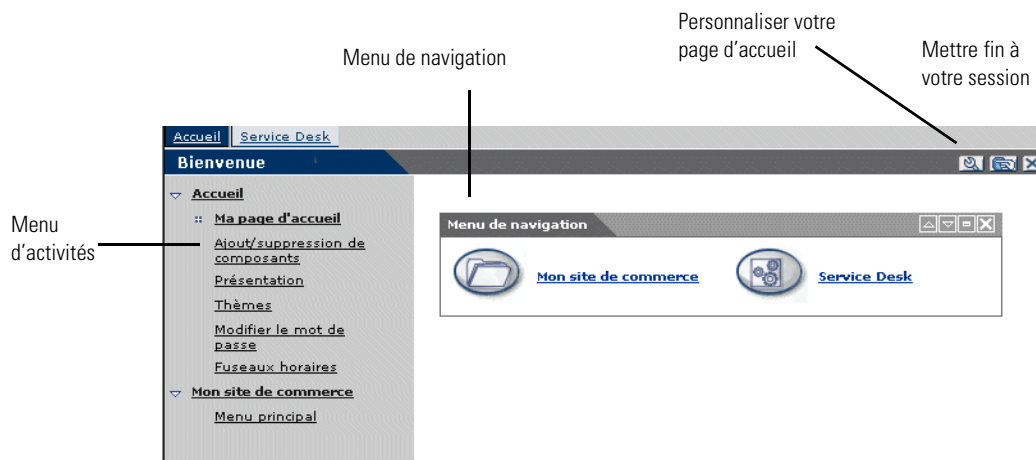 Personnaliser votre
page d'accueil
Mettre fin à
votre session
Menu de navigation
Accueil Service Desk
Bienvenue
Accueil
Ma page d'accueil
Ajout/suppression de
composants
Présentation
Thèmes
Modifier le mot de
passe
Fuseaux horaires
Mon site de commerce
Menu principal
Menu
d'activités
Menu de navigation
Mon site de commerce Service Desk